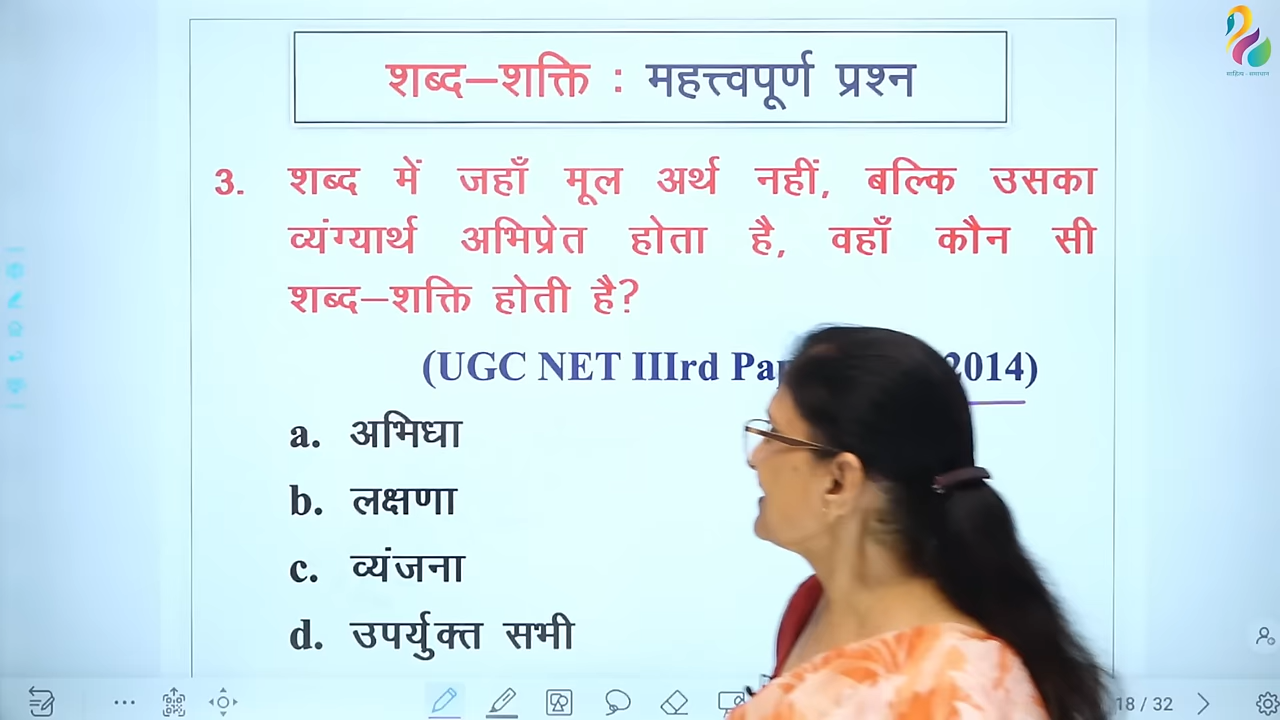 साहित्य - समाधान
शब्द–शक्ति : महत्त्वपूर्ण प्रश्न
3. शब्द में जहाँ मूल अर्थ नहीं, बल्कि उसका
व्यंग्यार्थ अभिप्रेत होता है, वहाँ कौन सी
शब्द–शक्ति होती है?
(UGC NET IIIrd 2014)
a. अभिधा
b. लक्षणा
c. व्यंजना
d. उपर्युक्त सभी
18 / 32